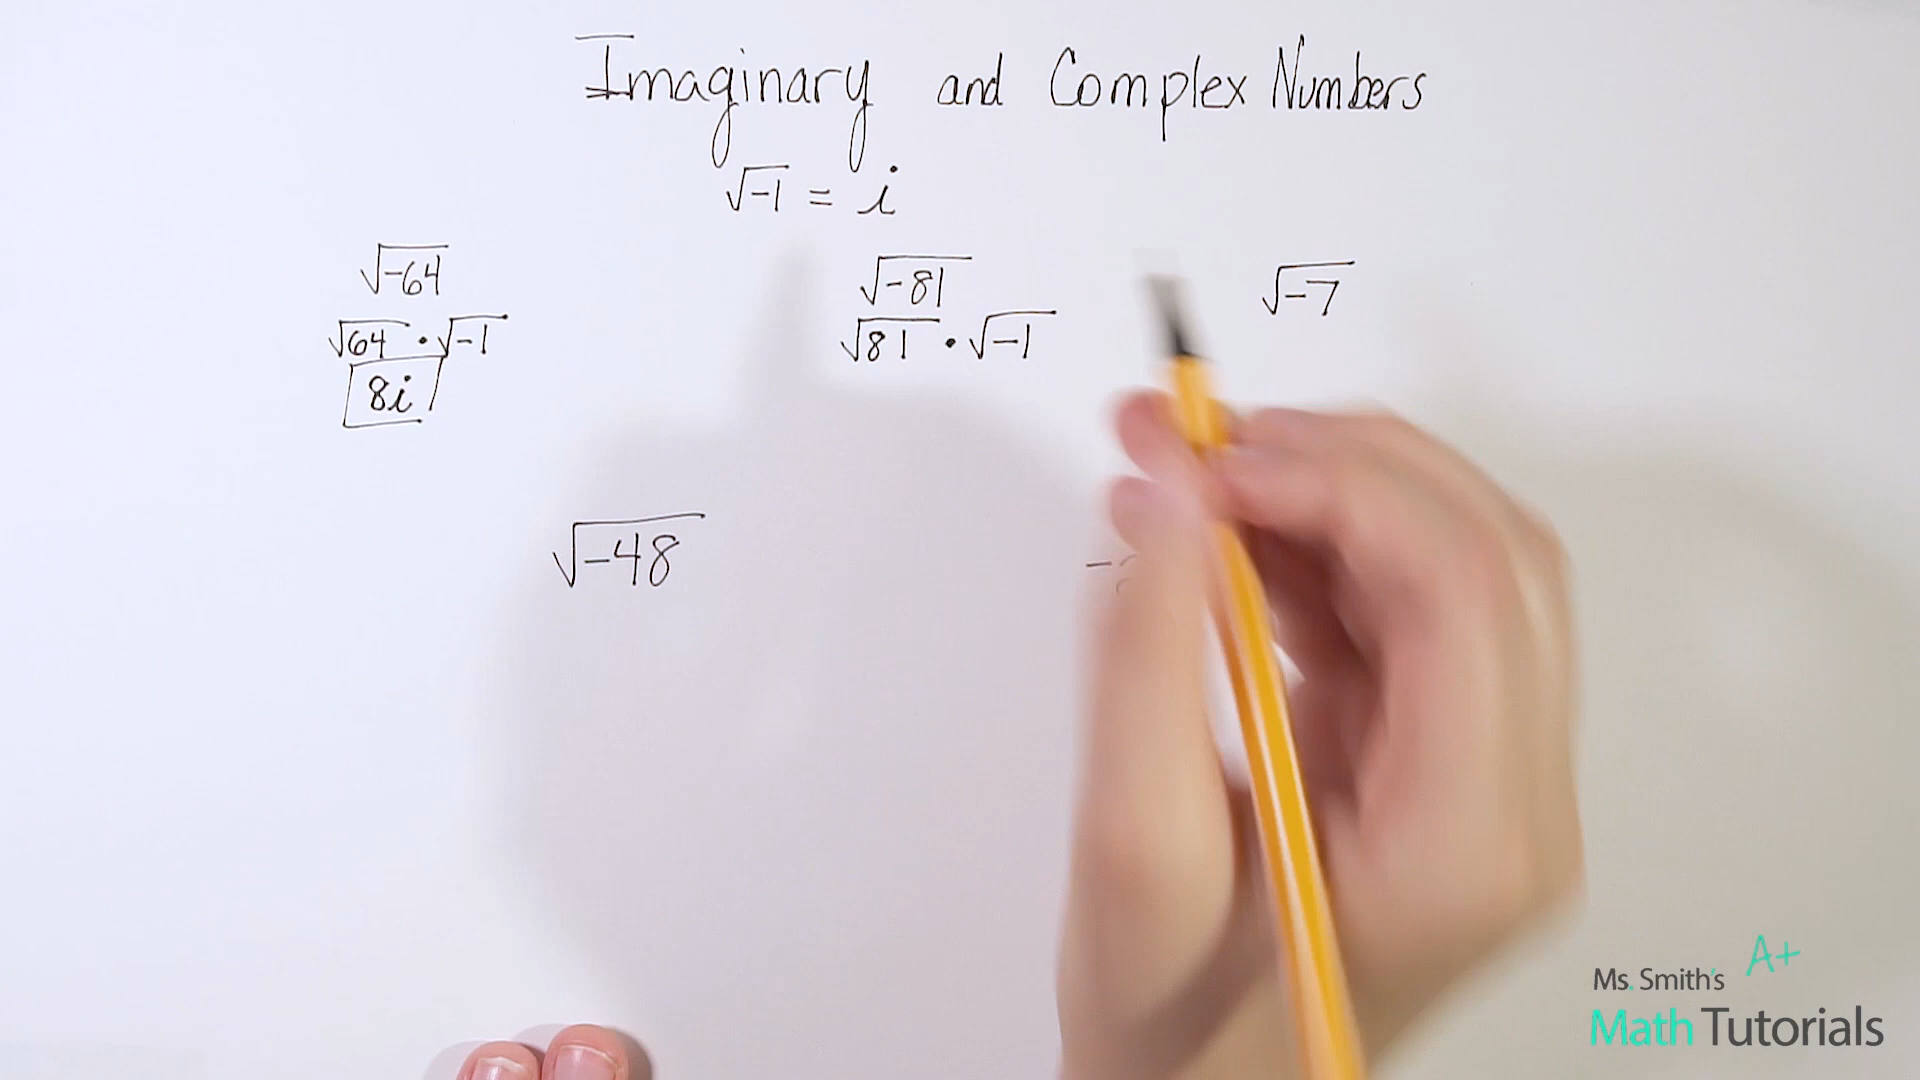 Imaginary and Complex Numbers
√-1 = i
√-64
√64 · √-1
8i
√-81
√81 · √-1
√-7
√-48
Ms. Smith's A+
Math Tutorials